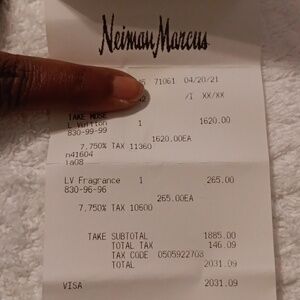 Neiman Marcus
71061 04/20/21
/I XX/XX
TAKE
L Vuitton 1 1620.00
830-99-99
1620.00EA
7.750% TAX 11360
n41604
la08
LV Fragrance 1 265.00
830-96-96
265.00EA
7.750% TAX 10600
TAKE SUBTOTAL 1885.00
TOTAL TAX 146.09
TAX CODE 0505922708
TOTAL 2031.09
VISA 2031.09